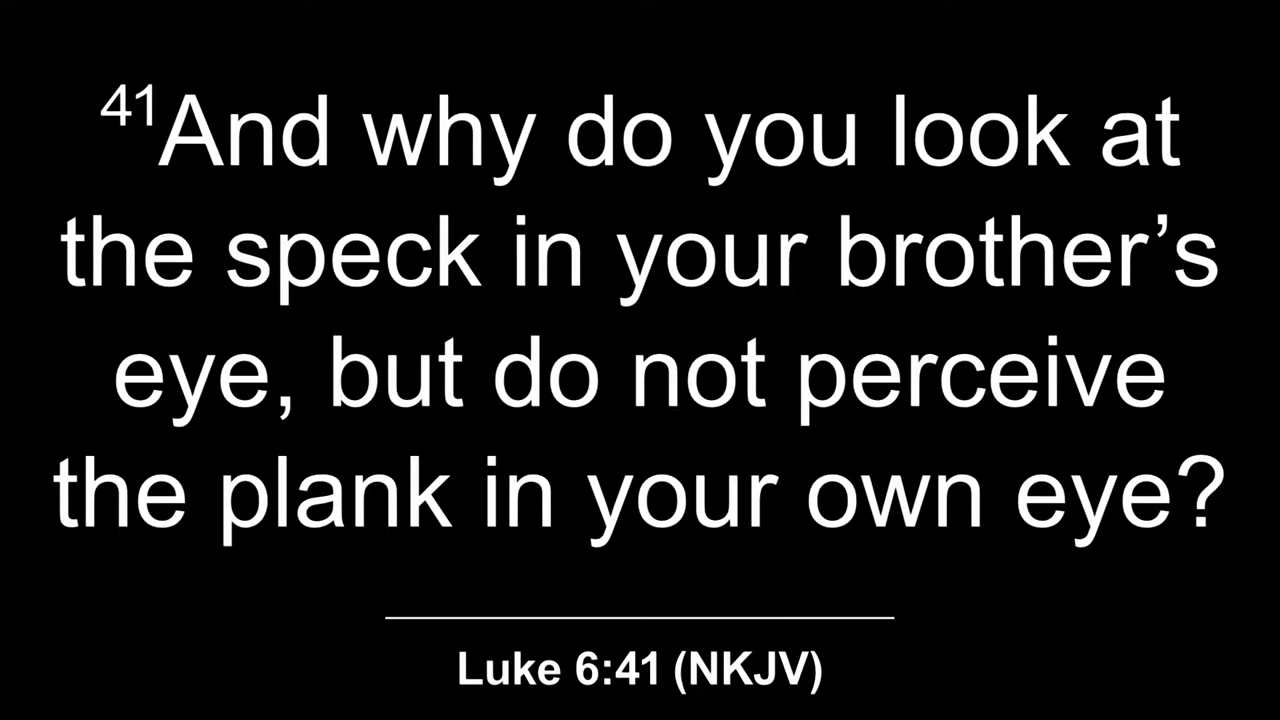 41And why do you look at
the speck in your brother’s
eye, but do not perceive
the plank in your own eye?
Luke 6:41 (NKJV)